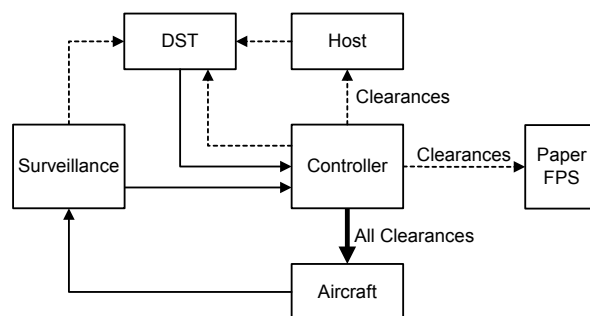 DST
Host
Clearances
Surveillance
Controller
Clearances
Paper
FPS
All Clearances
Aircraft